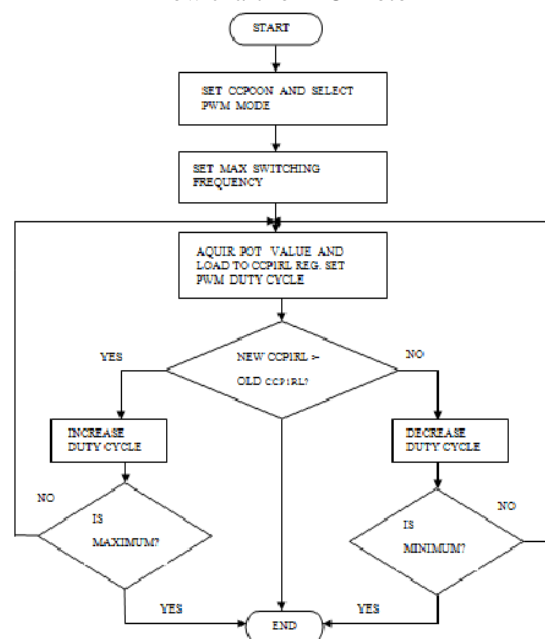 START
SET CCPCON AND SELECT
PWM MODE
SET MAX SWITCHING
FREQUENCY
AQUIR POT VALUE AND
LOAD TO CCP1RL REG. SET
PWM DUTY CYCLE
YES
NEW CCP1RL >=
OLD CCP1RL?
NO
INCREASE
DUTY CYCLE
DECREASE
DUTY CYCLE
NO
IS
MAXIMUM?
NO
IS
MINIMUM?
YES
YES
END